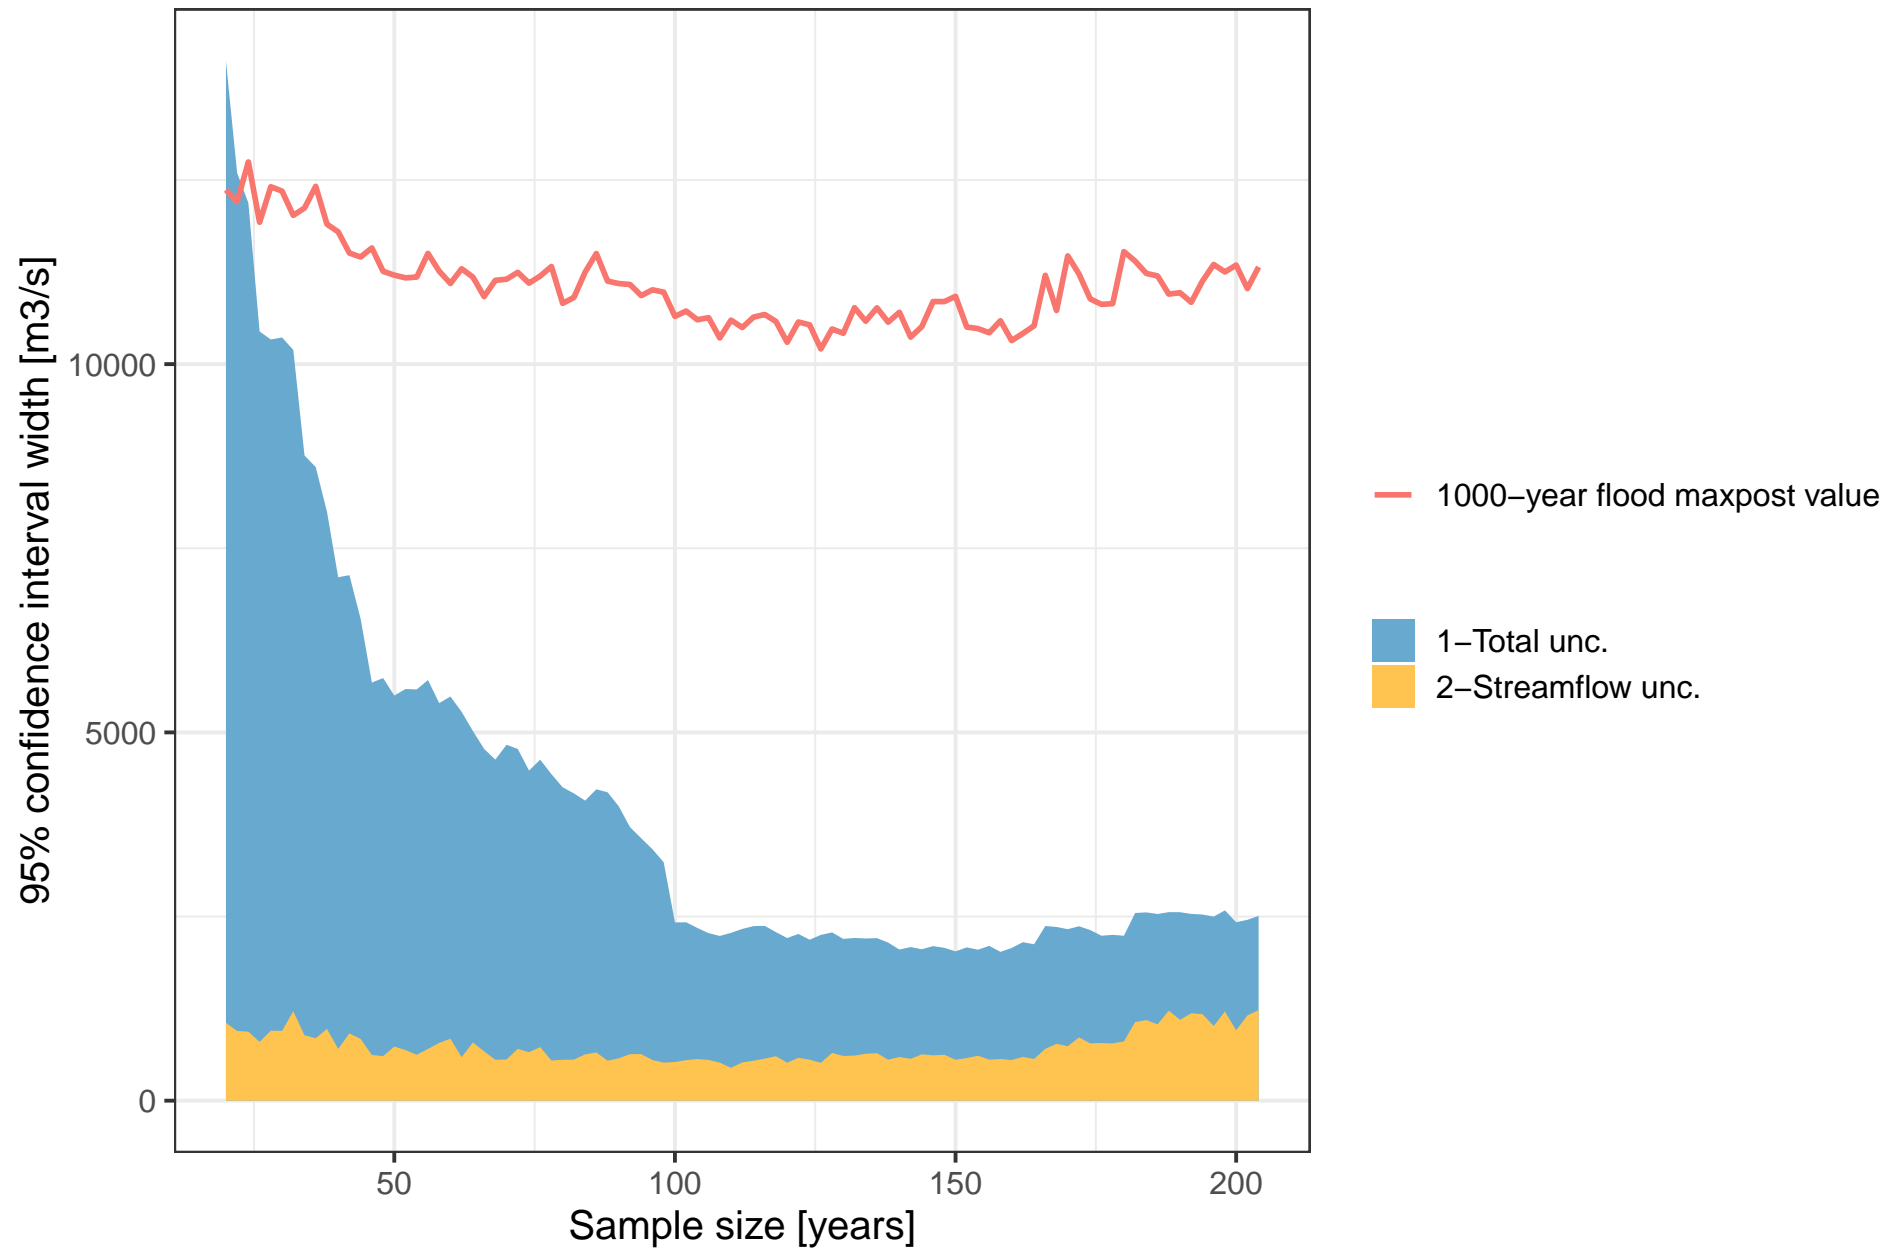 95% confidence interval width [m3/s]
10000
5000
0
50
100
150
200
Sample size [years]
1000−year flood maxpost value
1−Total unc.
2−Streamflow unc.